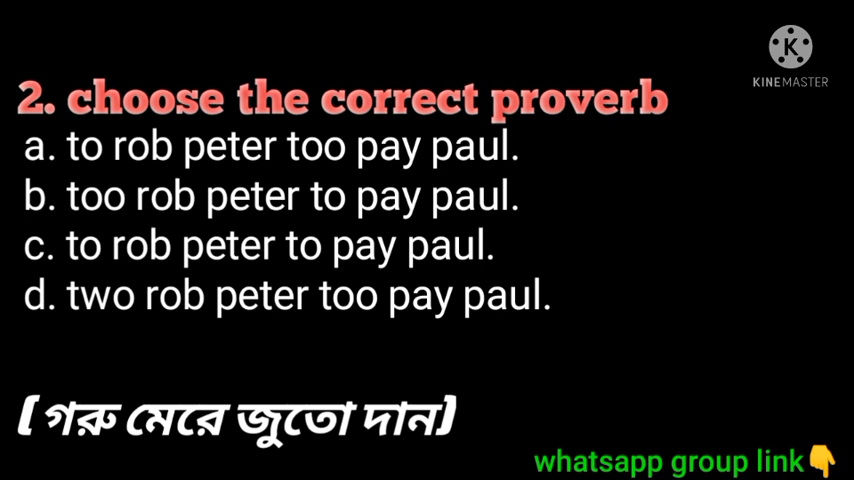 K
KINEMASTER
2. choose the correct proverb
a. to rob peter too pay paul.
b. too rob peter to pay paul.
c. to rob peter to pay paul.
d. two rob peter too pay paul.
(গরু মেরে জুতো দান)
whatsapp group link👇